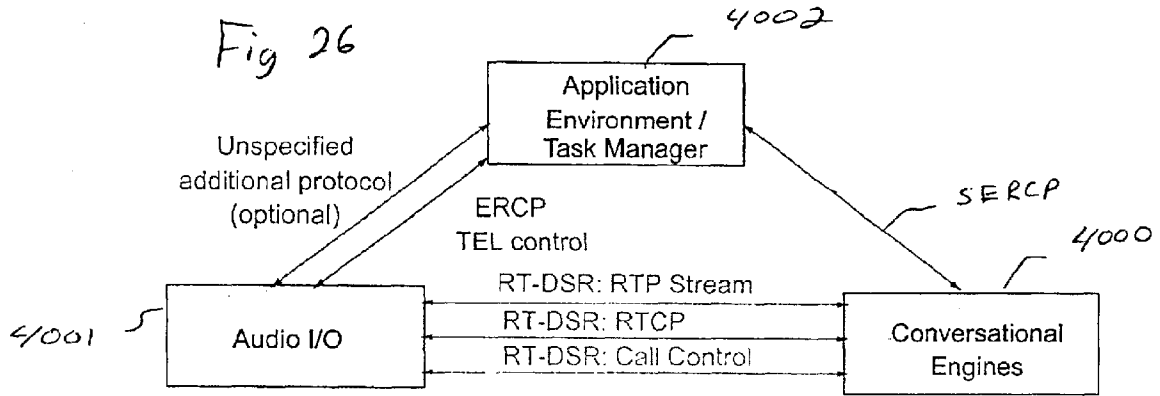 Fig 26
4002
Application
Environment /
Task Manager
Unspecified
additional protocol
(optional)
ERCP
TEL control
SERCP
4000
RT-DSR: RTP Stream
RT-DSR: RTCP
RT-DSR: Call Control
4001
Audio I/O
Conversational
Engines